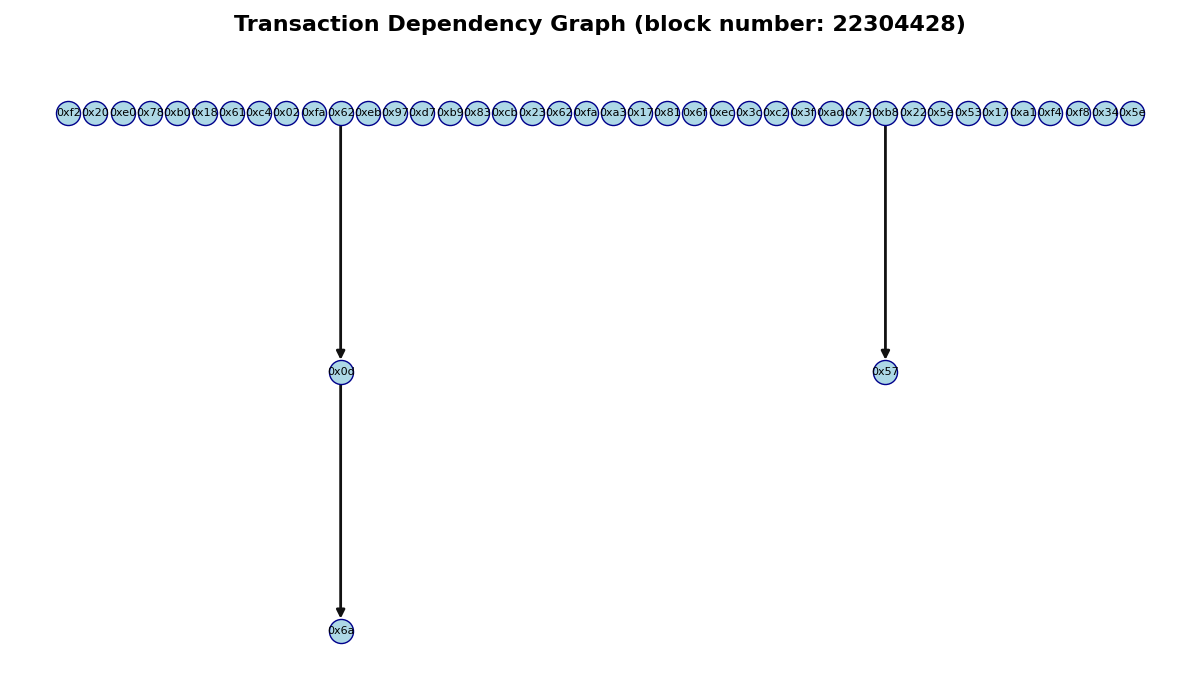 Transaction Dependency Graph (block number: 22304428)
0xf2 0x20 0xe0 0x78 0xb0 0x18 0x61 0xc4 0x02 0xfa 0x62 0xeb 0x97 0xd7 0xb9 0x83 0xcb 0x23 0x62 0xfa 0xa3 0x17 0x81 0x6f 0xec 0x3c 0xc2 0x3f 0xad 0x73 0xb8 0x22 0x5e 0x53 0x17 0xa1 0xf4 0xf8 0x34 0x5e
0x0d 0x57
0x6a